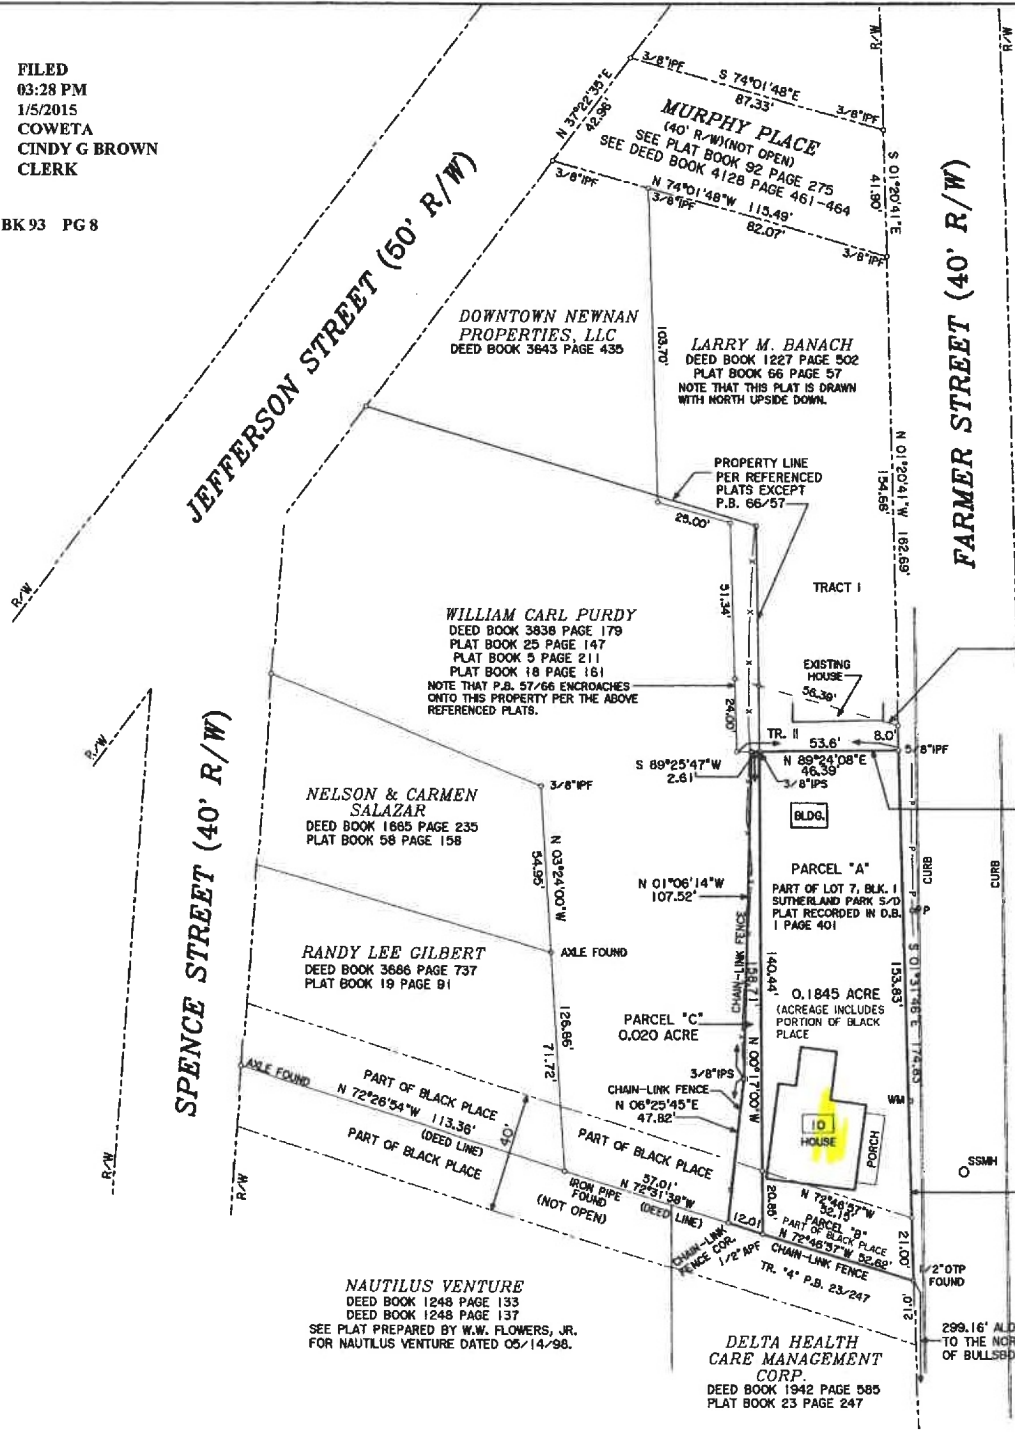 FILED
03:28 PM
1/5/2015
COWETA
CINDY G BROWN
CLERK
BK 93 PG 8
R/W
R/W
3/8"IPF
S 74°01'48"E
87.33'
3/8"IPF
N 37°22'35"E
42.96'
MURPHY PLACE
(40' R/W)(NOT OPEN)
SEE PLAT BOOK 92 PAGE 275
SEE DEED BOOK 4128 PAGE 461-464
S 01°20'41"E
41.80'
3/8"IPF
3/8"IPF
N 74°01'48"W 115.49'
82.07'
3/8"IPF
JEFFERSON STREET (50' R/W)
FARMER STREET (40' R/W)
DOWNTOWN NEWNAN
PROPERTIES, LLC
DEED BOOK 3643 PAGE 435
103.70'
LARRY M. BANACH
DEED BOOK 1227 PAGE 502
PLAT BOOK 66 PAGE 57
NOTE THAT THIS PLAT IS DRAWN
WITH NORTH UPSIDE DOWN.
N 01°20'41"W 162.69'
154.66'
PROPERTY LINE
PER REFERENCED
PLATS EXCEPT
P.B. 66/57
25.00'
51.34'
TRACT I
R/W
WILLIAM CARL PURDY
DEED BOOK 3838 PAGE 179
PLAT BOOK 25 PAGE 147
PLAT BOOK 5 PAGE 211
PLAT BOOK 18 PAGE 161
NOTE THAT P.B. 57/66 ENCROACHES
ONTO THIS PROPERTY PER THE ABOVE
REFERENCED PLATS.
EXISTING
HOUSE
56.39'
24.00'
TR. II
53.6'
8.0'
5/8"IPF
R/W
S 89°25'47"W
2.61'
N 89°24'08"E
46.39'
3/8"IPS
SPENCE STREET (40' R/W)
NELSON & CARMEN
SALAZAR
DEED BOOK 1665 PAGE 235
PLAT BOOK 58 PAGE 158
3/8"IPF
N 03°24'00"W
54.95'
BLDG.
CURB
CURB
N 01°06'14"W
107.52'
PARCEL "A"
PART OF LOT 7, BLK. 1
SUTHERLAND PARK S/D
PLAT RECORDED IN D.B.
1 PAGE 401
P
CHAIN-LINK FENCE
RANDY LEE GILBERT
DEED BOOK 3686 PAGE 737
PLAT BOOK 19 PAGE 91
AXLE FOUND
158.71'
140.44'
153.83'
S 01°31'46"E 174.83'
0.1845 ACRE
(ACREAGE INCLUDES
PORTION OF BLACK
PLACE
PARCEL "C"
0.020 ACRE
126.86'
71.72'
N 00°17'00"W
AXLE FOUND
3/8"IPS
CHAIN-LINK FENCE
N 06°25'45"E
47.82'
PART OF BLACK PLACE
N 72°26'54"W 113.36'
(DEED LINE)
PART OF BLACK PLACE
40'
WM
10
HOUSE
PORCH
SSMH
R/W
R/W
PART OF BLACK PLACE
57.01'
N 72°31'38"W
(DEED LINE)
IRON PIPE
FOUND
(NOT OPEN)
20.86'
N 72°46'57"W
52.15'
PARCEL "B"
PART OF BLACK PLACE
N 72°46'57"W 52.62'
12.01
CHAIN-LINK FENCE
21.00'
CHAIN-LINK
FENCE COR.
1/2"APF
TR. "4" P.B. 23/247
1/2"OTP
FOUND
NAUTILUS VENTURE
DEED BOOK 1248 PAGE 133
DEED BOOK 1248 PAGE 137
SEE PLAT PREPARED BY W.W. FLOWERS, JR.
FOR NAUTILUS VENTURE DATED 05/14/98.
299.16'
TO THE
OF
DELTA HEALTH
CARE MANAGEMENT
CORP.
DEED BOOK 1942 PAGE 585
PLAT BOOK 23 PAGE 247